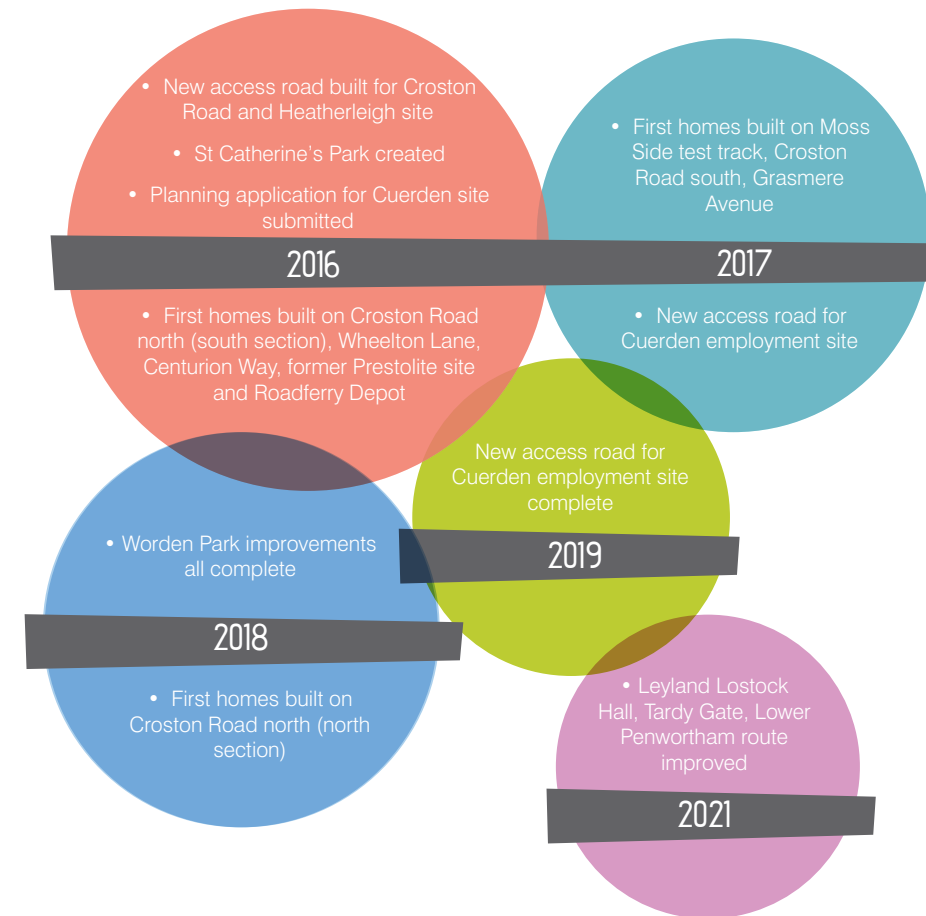 • New access road built for Croston
Road and Heatherleigh site
• St Catherine's Park created
• Planning application for Cuerden site
submitted
2016
• First homes built on Croston Road
north (south section), Wheelton Lane,
Centurion Way, former Prestolite site
and Roadferry Depot
• First homes built on Moss
Side test track, Croston
Road south, Grasmere
Avenue
2017
• New access road for
Cuerden employment site
• Worden Park improvements
all complete
2018
• First homes built on
Croston Road north (north
section)
New access road for
Cuerden employment site
complete
2019
• Leyland Lostock
Hall, Tardy Gate, Lower
Penwortham route
improved
2021